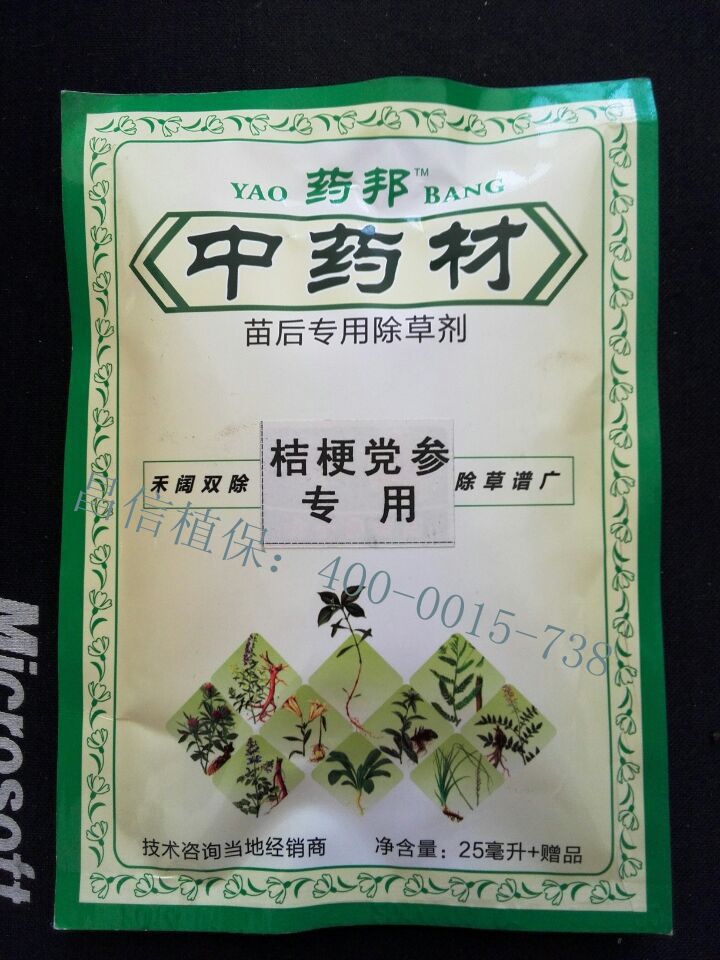 YAO 药邦™ BANG
中药材
苗后专用除草剂
桔梗党参
专 用
禾阔双除
除草谱广
昌信植保：400-0015-738
技术咨询当地经销商 净含量：25毫升+赠品
Microsoft